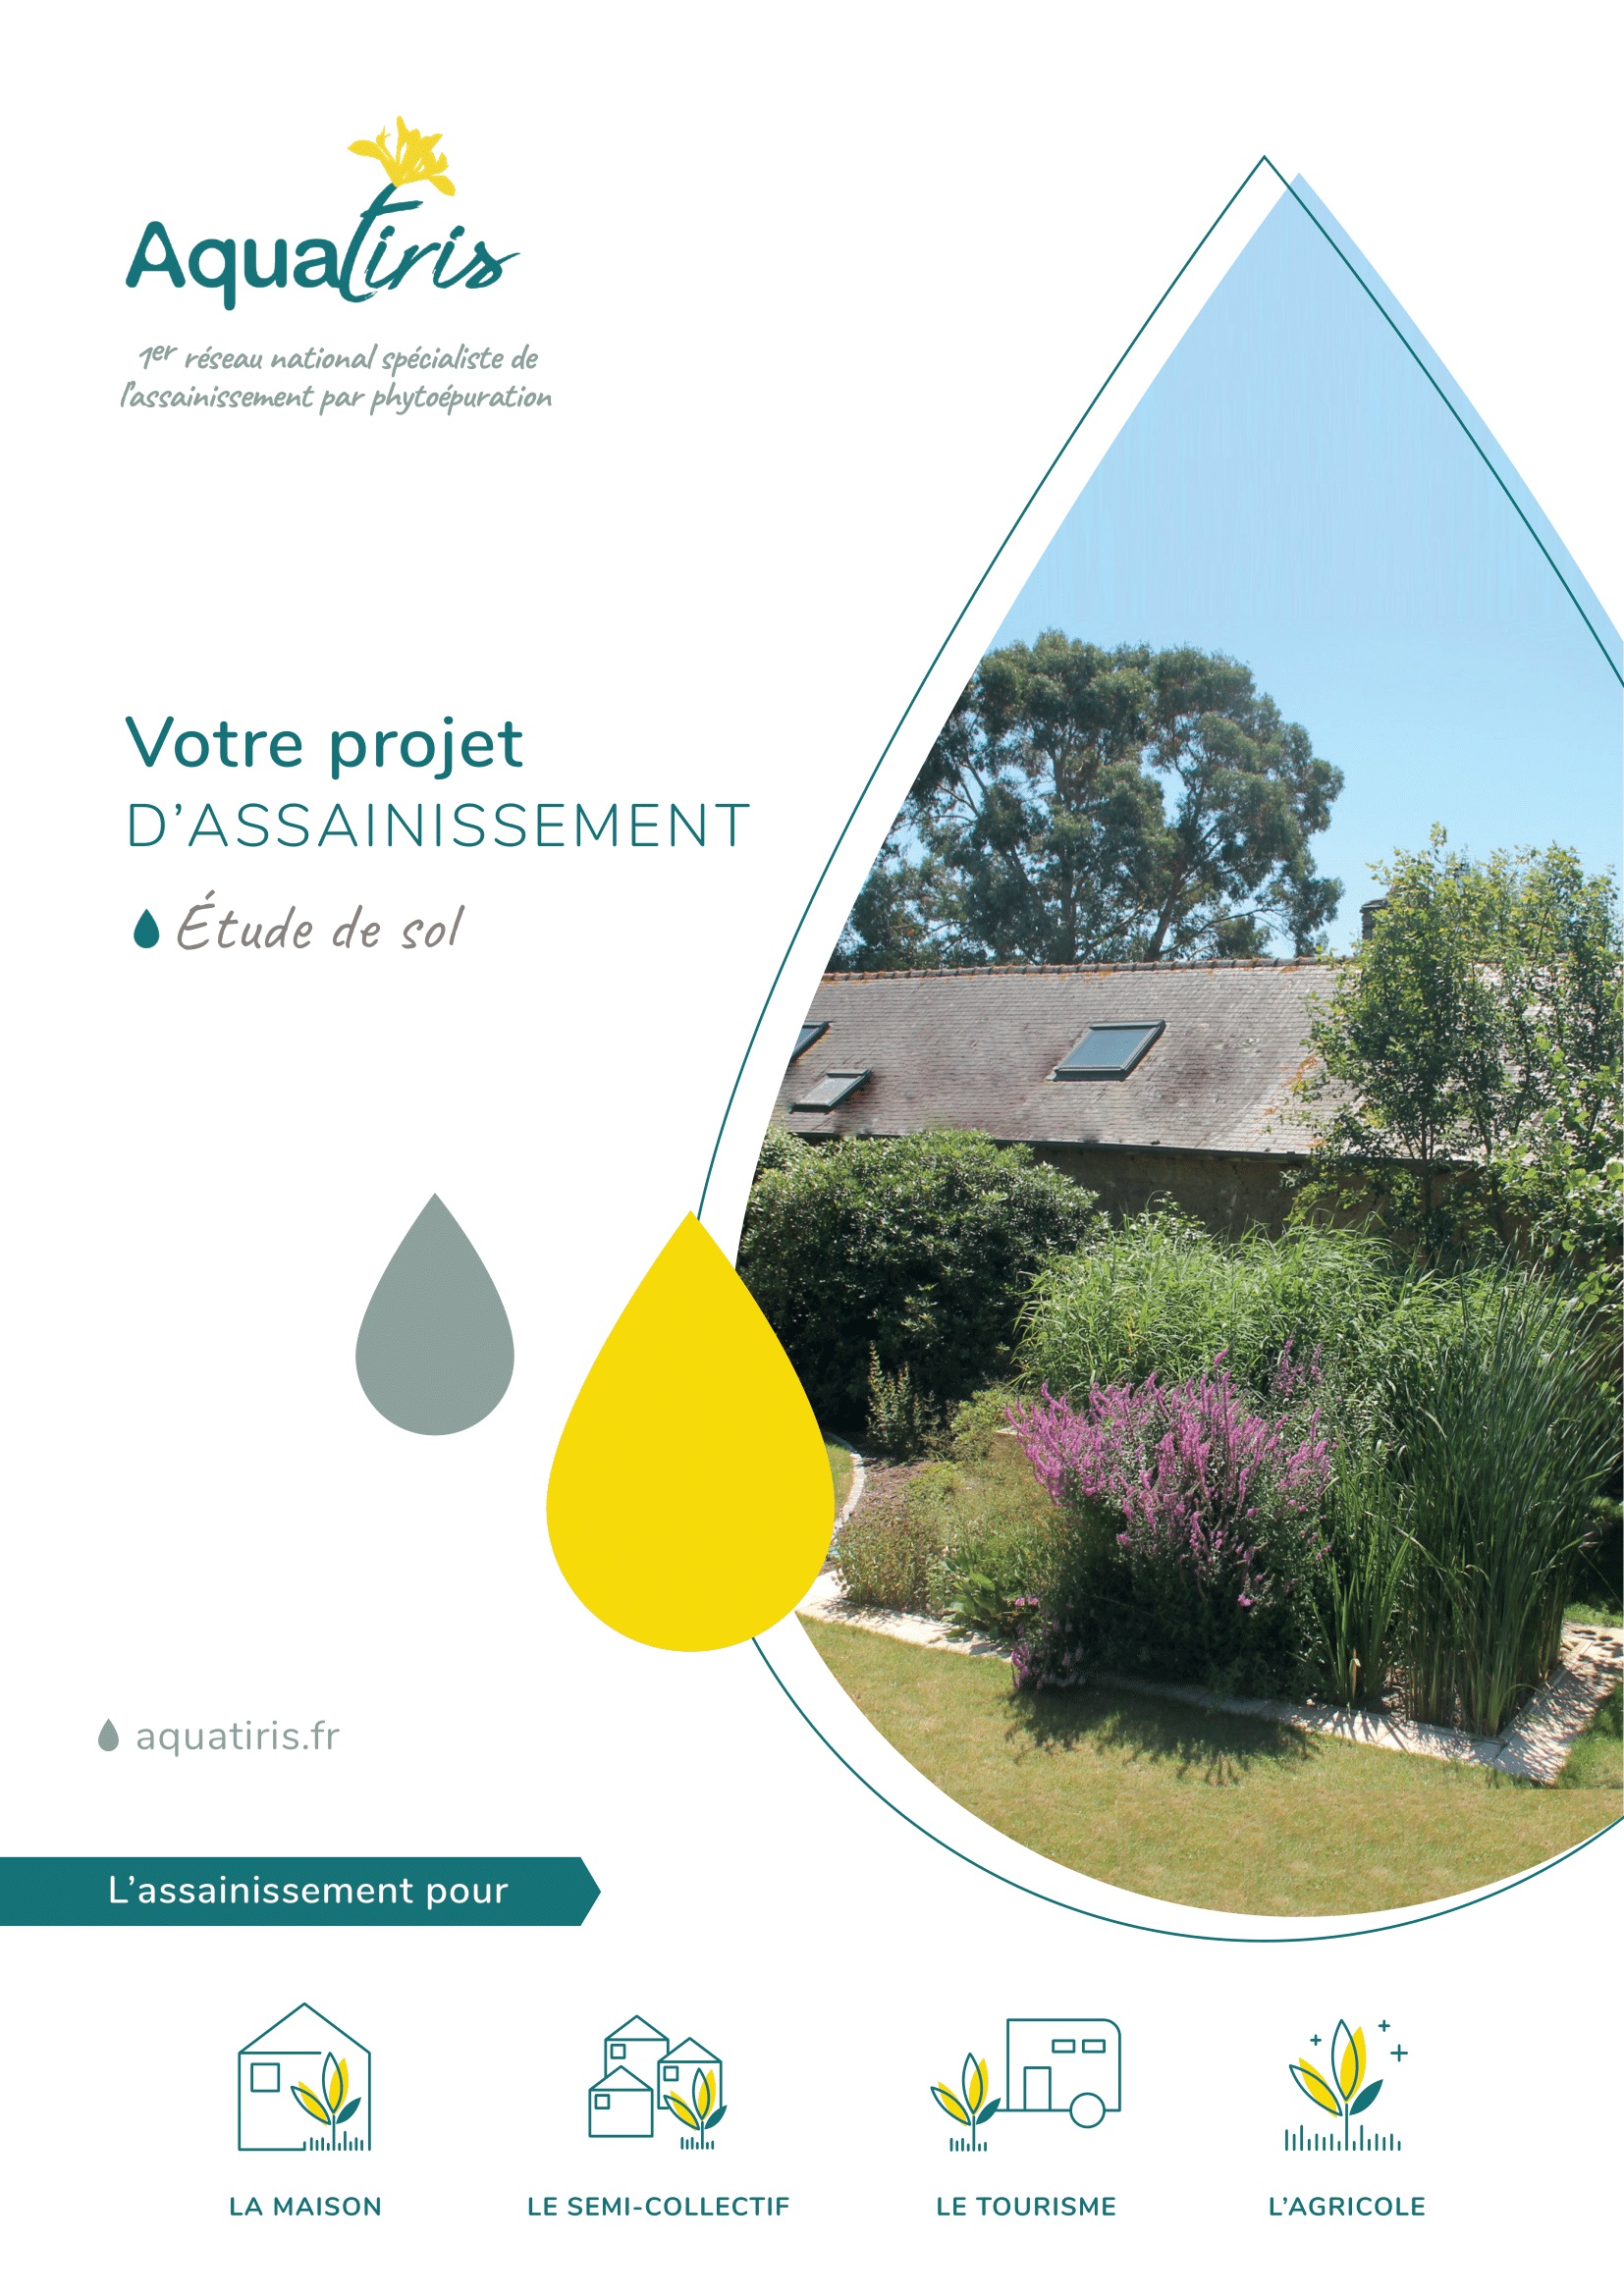 Aquatiris
1er réseau national spécialiste de
l'assainissement par phytoépuration
Votre projet
D'ASSAINISSEMENT
Étude de sol
aquatiris.fr
L'assainissement pour
LA MAISON
LE SEMI-COLLECTIF
LE TOURISME
L'AGRICOLE